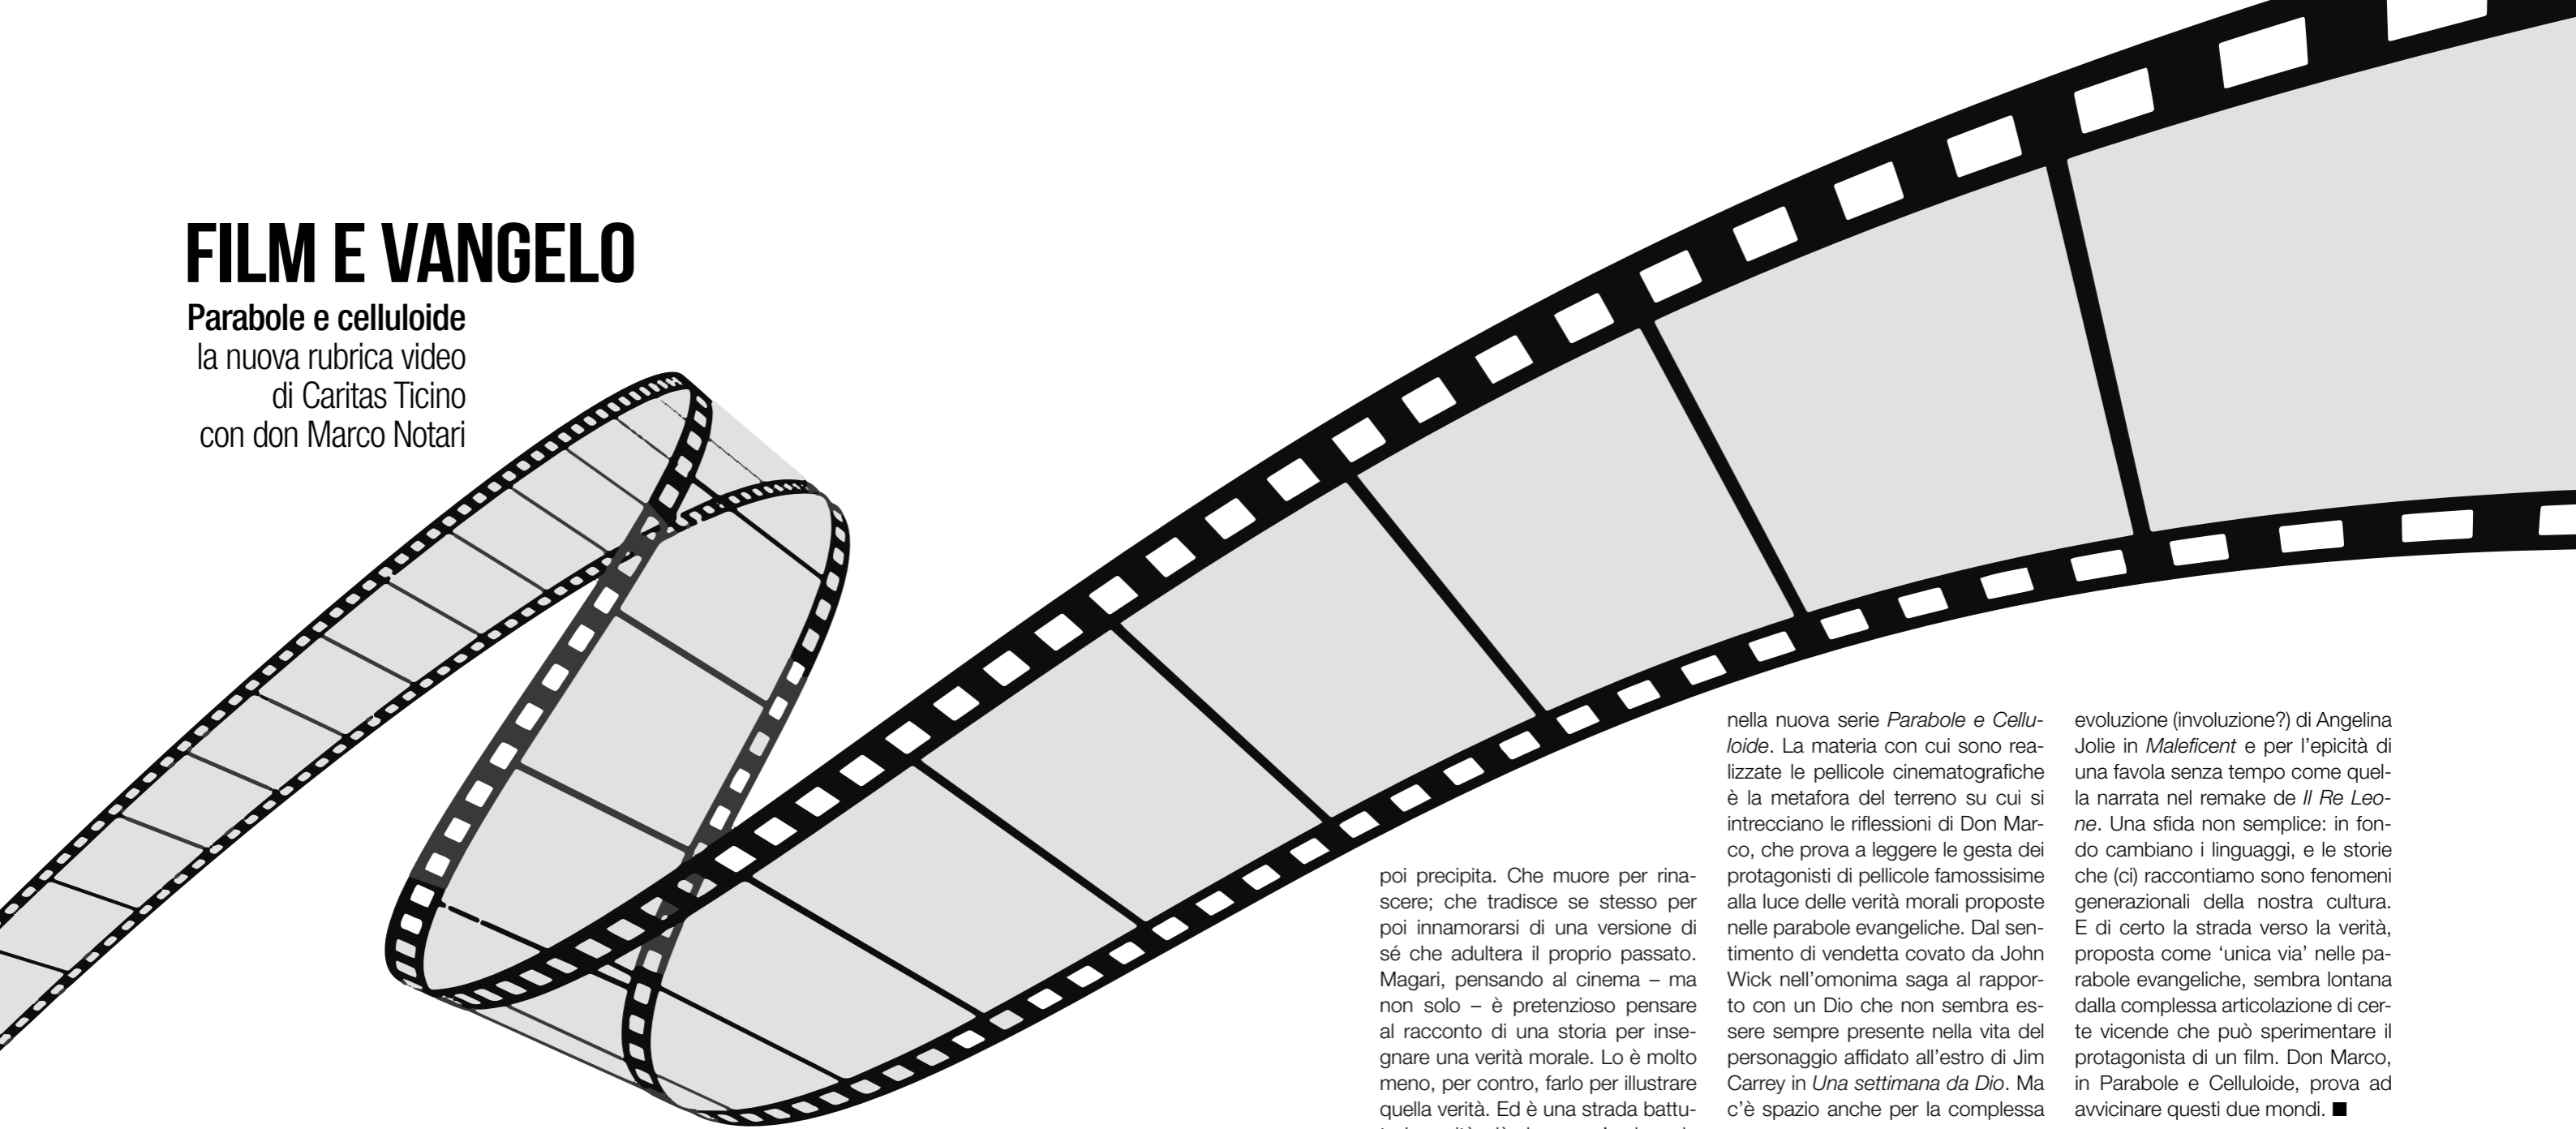 FILM E VANGELO
Parabole e celluloide
la nuova rubrica video
di Caritas Ticino
con don Marco Notari
poi precipita. Che muore per rina-
scere; che tradisce se stesso per
poi innamorarsi di una versione di
sé che adultera il proprio passato.
Magari, pensando al cinema – ma
non solo – è pretenzioso pensare
al racconto di una storia per inse-
gnare una verità morale. Lo è molto
meno, per contro, farlo per illustrare
quella verità. Ed è una strada battu-
nella nuova serie Parabole e Cellu-
loide. La materia con cui sono rea-
lizzate le pellicole cinematografiche
è la metafora del terreno su cui si
intrecciano le riflessioni di Don Mar-
co, che prova a leggere le gesta dei
protagonisti di pellicole famossisime
alla luce delle verità morali proposte
nelle parabole evangeliche. Dal sen-
timento di vendetta covato da John
Wick nell'omonima saga al rappor-
to con un Dio che non sembra es-
sere sempre presente nella vita del
personaggio affidato all'estro di Jim
Carrey in Una settimana da Dio. Ma
c'è spazio anche per la complessa
evoluzione (involuzione?) di Angelina
Jolie in Maleficent e per l'epicità di
una favola senza tempo come quel-
la narrata nel remake de Il Re Leo-
ne. Una sfida non semplice: in fon-
do cambiano i linguaggi, e le storie
che (ci) raccontiamo sono fenomeni
generazionali della nostra cultura.
E di certo la strada verso la verità,
proposta come 'unica via' nelle pa-
rabole evangeliche, sembra lontana
dalla complessa articolazione di cer-
te vicende che può sperimentare il
protagonista di un film. Don Marco,
in Parabole e Celluloide, prova ad
avvicinare questi due mondi. ■